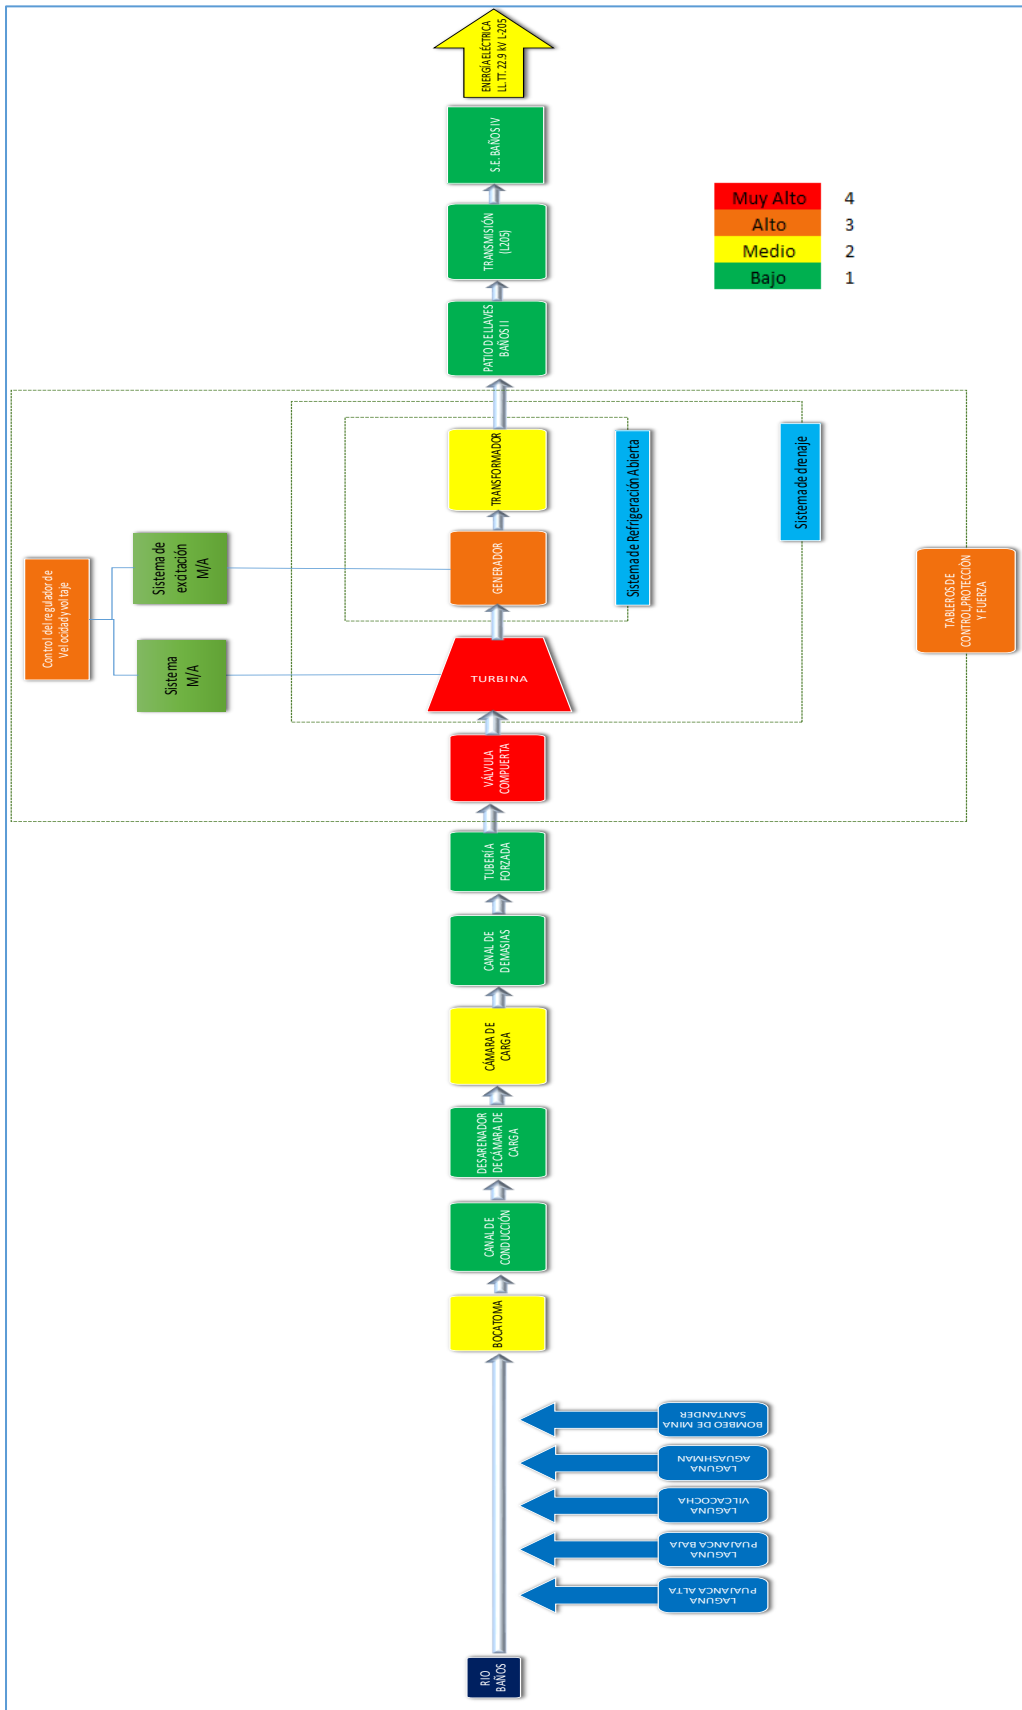 ENERGÍA ELÉCTRICA
LL.TT. 22.9 kV L-205
S.E. BAÑOS IV
TRANSMISIÓN
(L205)
PATIO DE LLAVES
BAÑOS II
Muy Alto 4
Alto 3
Medio 2
Bajo 1
TRANSFORMADOR
GENERADOR
TURBINA
VÁLVULA
COMPUERTA
Sistema de Refrigeración Abierta
Sistema de drenaje
TABLEROS DE
CONTROL,PROTECCIÓN
Y FUERZA
Control del regulador de
Velocidad y voltaje
Sistema de
excitación
M/A
Sistema
M/A
TUBERÍA
FORZADA
CANAL DE
DEMASIAS
CÁMARA DE
CARGA
DESARENADOR
DE CÁMARA DE
CARGA
CANAL DE
CONDUCCIÓN
BOCATOMA
BOMBEO DE MINA
SANTANDER
LAGUNA
AGUASHMAN
LAGUNA
VILCACOCHA
LAGUNA
PUAJANCA BAJA
LAGUNA
PUAJANCA ALTA
RIO
BAÑOS